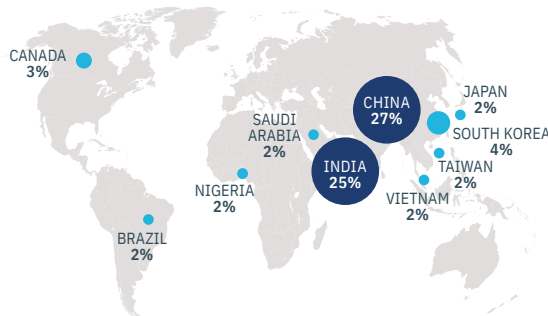 CANADA
3%
CHINA
27%
JAPAN
2%
SOUTH KOREA
4%
SAUDI
ARABIA
2%
INDIA
25%
TAIWAN
2%
NIGERIA
2%
VIETNAM
2%
BRAZIL
2%